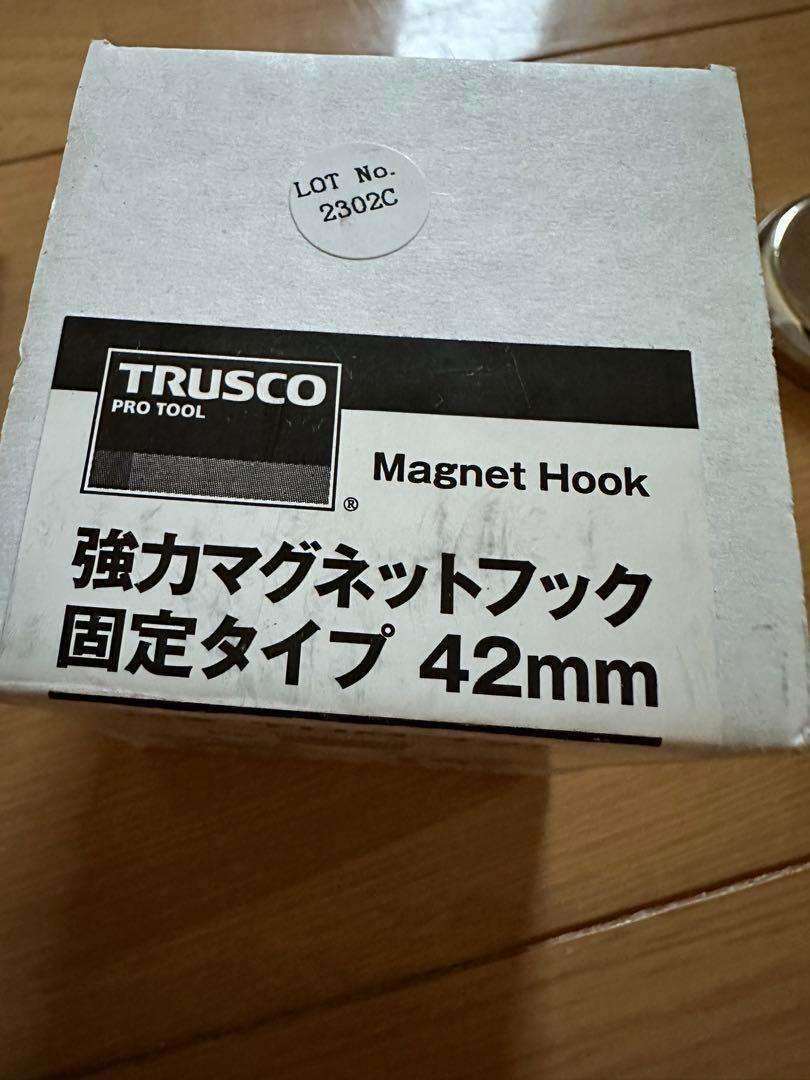 LOT No.
2302C
TRUSCO
PRO TOOL
®
Magnet Hook
強力マグネットフック
固定タイプ 42mm